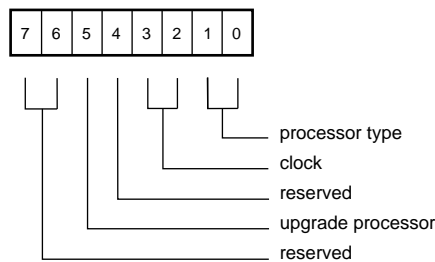 7 6 5 4 3 2 1 0
processor type
clock
reserved
upgrade processor
reserved